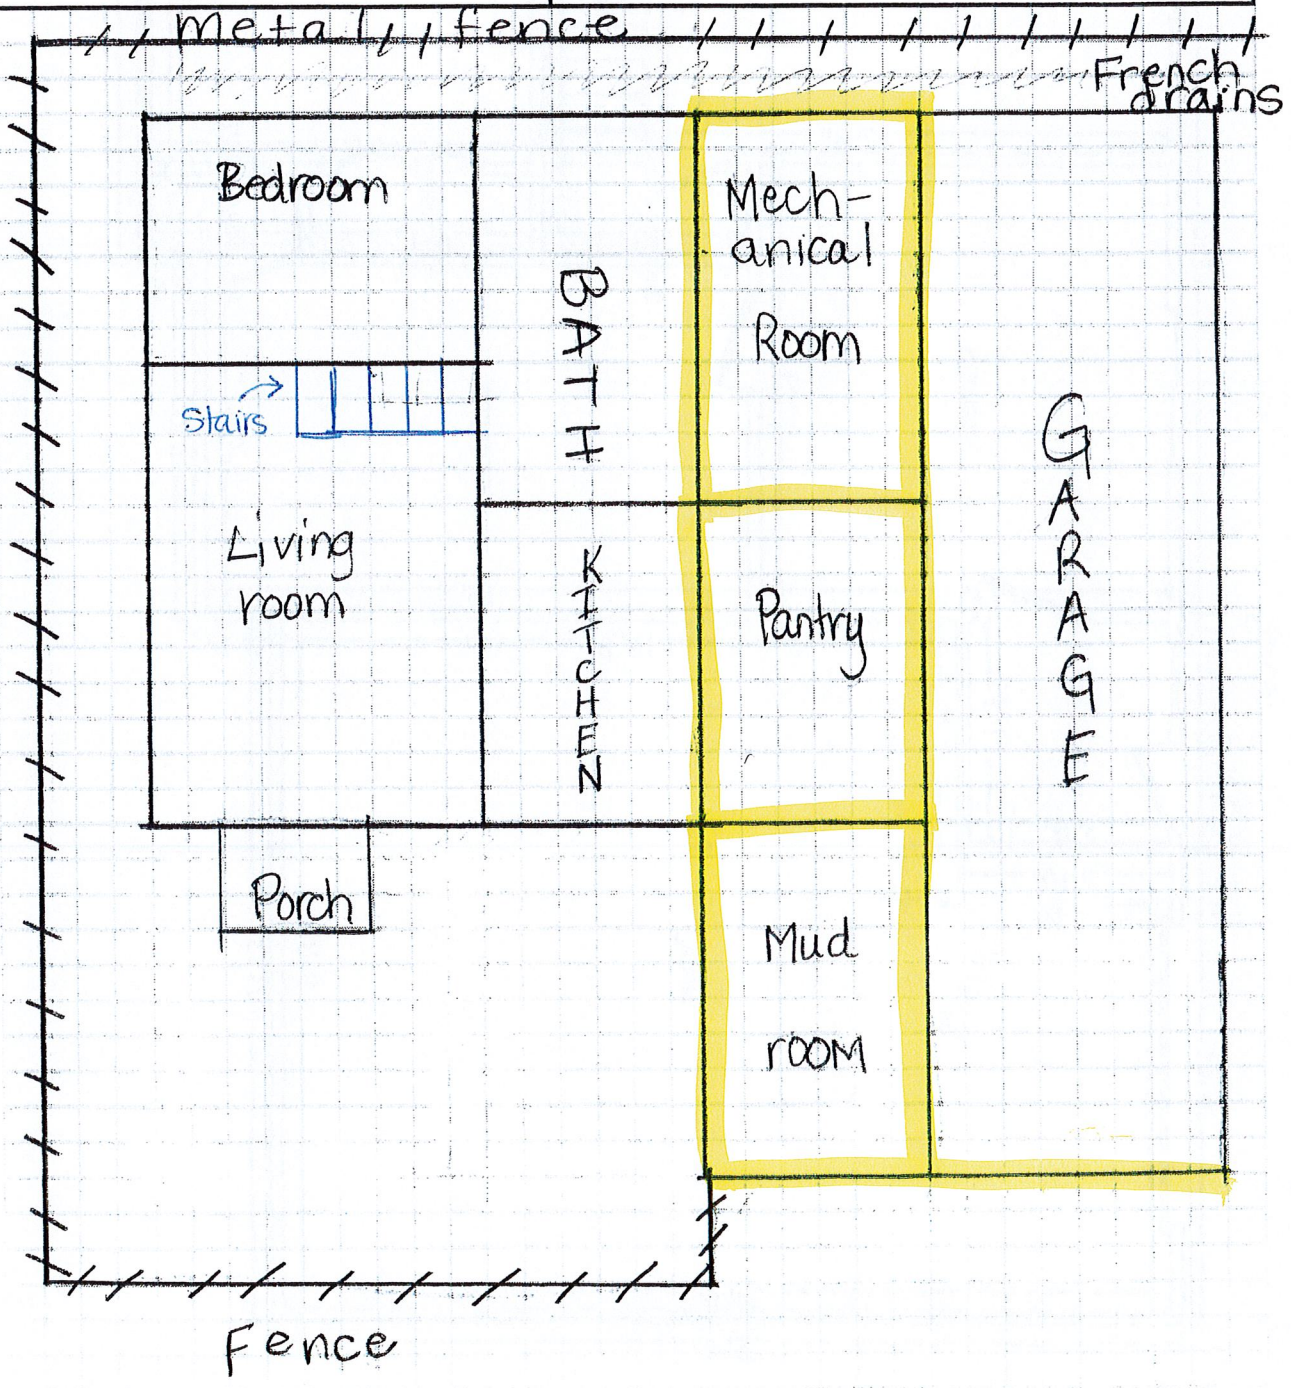 metal fence
French
drains
Bedroom
Mech-
anical
Room
BATH
Stairs
GARAGE
Living
room
KITCHEN
Pantry
Porch
Mud
room
Fence